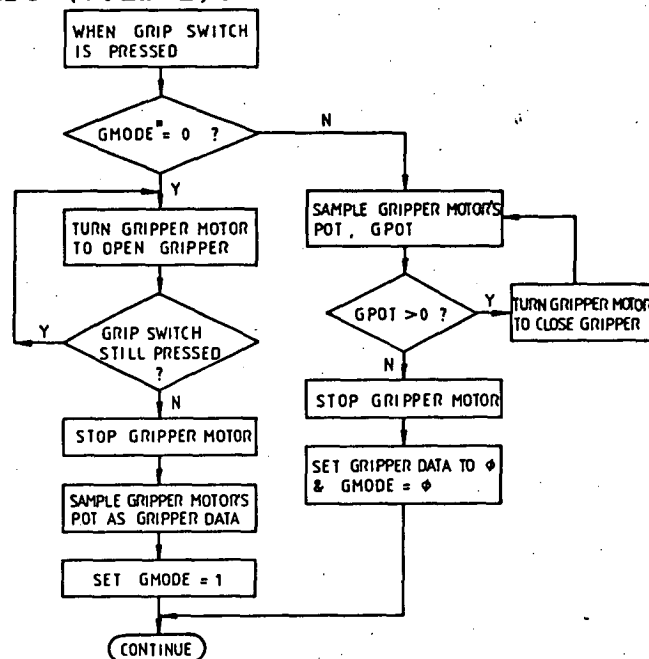 WHEN GRIP SWITCH
IS PRESSED
GMODE* = 0 ?
N
Y
TURN GRIPPER MOTOR
TO OPEN GRIPPER
Y
GRIP SWITCH
STILL PRESSED
?
N
STOP GRIPPER MOTOR
SAMPLE GRIPPER MOTOR'S
POT AS GRIPPER DATA
SET GMODE = 1
CONTINUE
SAMPLE GRIPPER MOTOR'S
POT, GPOT
GPOT >0 ?
Y
TURN GRIPPER MOTOR
TO CLOSE GRIPPER
N
STOP GRIPPER MOTOR
SET GRIPPER DATA TO ϕ
& GMODE = ϕ